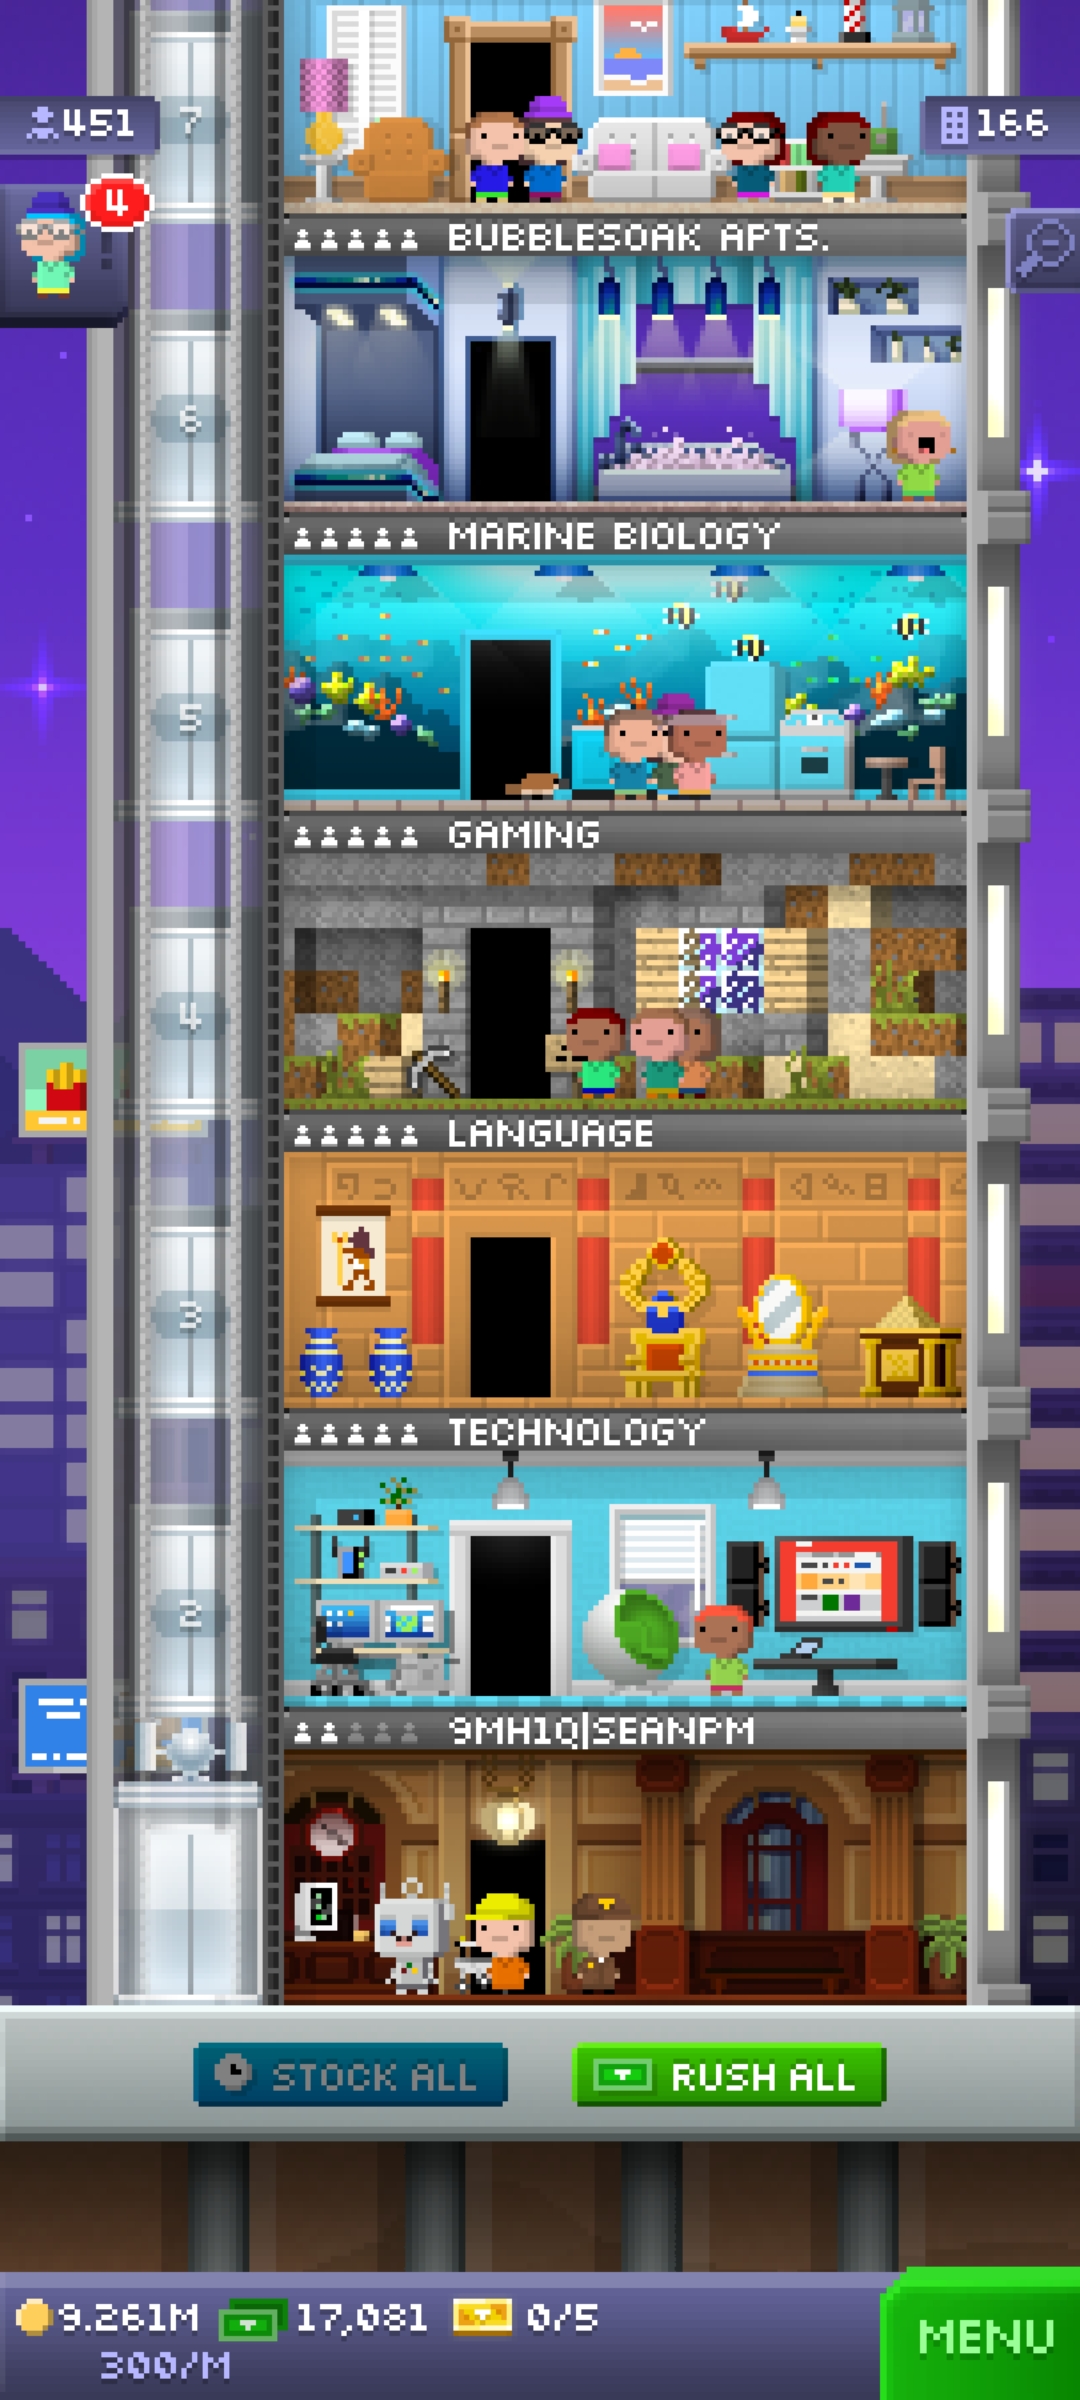 7
451
166
4
BUBBLESOAK APTS.
6
MARINE BIOLOGY
5
GAMING
4
LANGUAGE
3
TECHNOLOGY
2
9MH1Q|SEANPM
STOCK ALL
RUSH ALL
9.261M 17,081 0/5
300/M
MENU